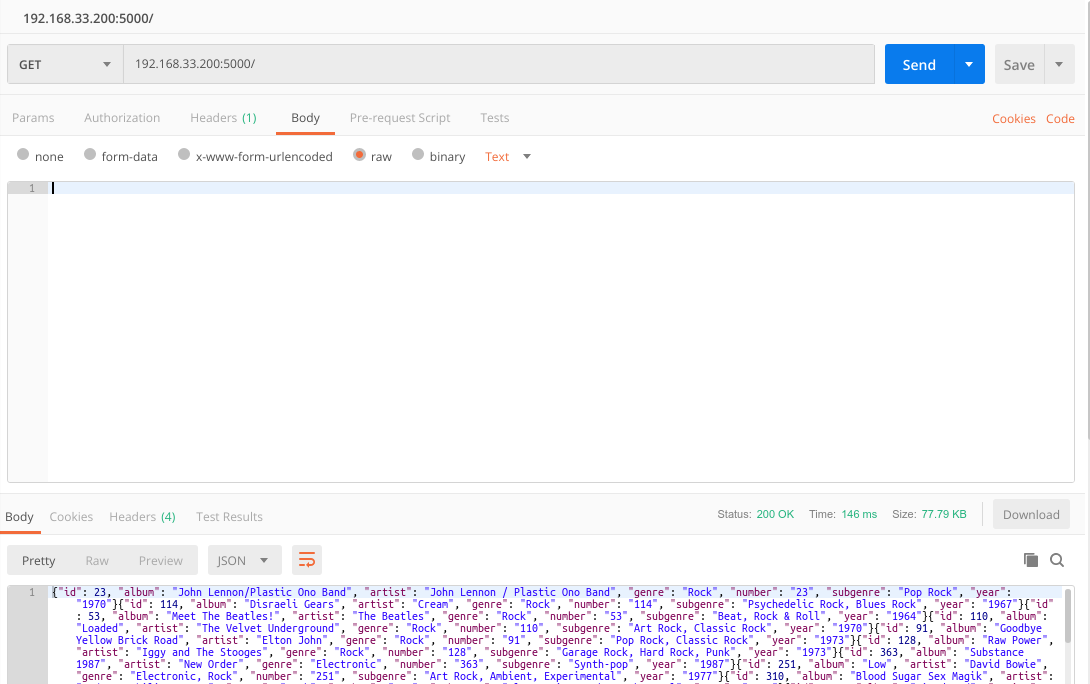 192.168.33.200:5000/
GET 192.168.33.200:5000/ Send Save
Params Authorization Headers (1) Body Pre-request Script Tests Cookies Code
none form-data x-www-form-urlencoded raw binary Text
1
Body Cookies Headers (4) Test Results Status: 200 OK Time: 146 ms Size: 77.79 KB Download
Pretty Raw Preview JSON
1 {"id": 23, "album": "John Lennon/Plastic Ono Band", "artist": "John Lennon / Plastic Ono Band", "genre": "Rock", "number": "23", "subgenre": "Pop Rock", "year":
"1970"}{"id": 114, "album": "Disraeli Gears", "artist": "Cream", "genre": "Rock", "number": "114", "subgenre": "Psychedelic Rock, Blues Rock", "year": "1967"}{"id"
: 53, "album": "Meet The Beatles!", "artist": "The Beatles", "genre": "Rock", "number": "53", "subgenre": "Beat, Rock & Roll", "year": "1964"}{"id": 110, "album":
"Loaded", "artist": "The Velvet Underground", "genre": "Rock", "number": "110", "subgenre": "Art Rock, Classic Rock", "year": "1970"}{"id": 91, "album": "Goodbye
Yellow Brick Road", "artist": "Elton John", "genre": "Rock", "number": "91", "subgenre": "Pop Rock, Classic Rock", "year": "1973"}{"id": 128, "album": "Raw Power",
"artist": "Iggy and The Stooges", "genre": "Rock", "number": "128", "subgenre": "Garage Rock, Hard Rock, Punk", "year": "1973"}{"id": 363, "album": "Substance
1987", "artist": "New Order", "genre": "Electronic", "number": "363", "subgenre": "Synth-pop", "year": "1987"}{"id": 251, "album": "Low", "artist": "David Bowie",
"genre": "Electronic, Rock", "number": "251", "subgenre": "Art Rock, Ambient, Experimental", "year": "1977"}{"id": 310, "album": "Blood Sugar Sex Magik", "artist":